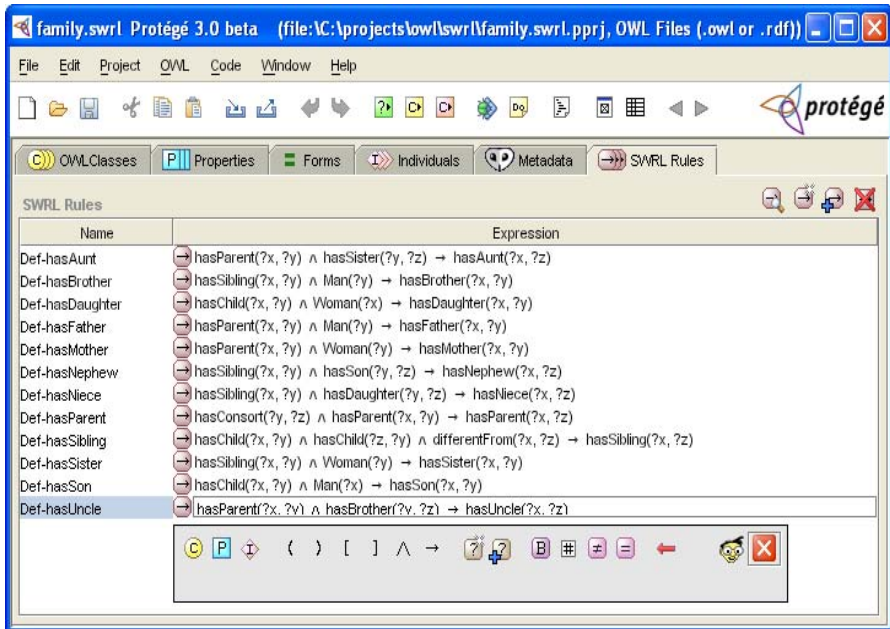 family.swrl Protégé 3.0 beta (file:\C:\projects\owl\swrl\family.swrl.pprj, OWL Files (.owl or .rdf))
File Edit Project OWL Code Window Help
protégé
OWLClasses Properties Forms Individuals Metadata SWRL Rules
SWRL Rules
Name Expression
Def-hasAunt hasParent(?x, ?y) ∧ hasSister(?y, ?z) → hasAunt(?x, ?z)
Def-hasBrother hasSibling(?x, ?y) ∧ Man(?y) → hasBrother(?x, ?y)
Def-hasDaughter hasChild(?x, ?y) ∧ Woman(?x) → hasDaughter(?x, ?y)
Def-hasFather hasParent(?x, ?y) ∧ Man(?y) → hasFather(?x, ?y)
Def-hasMother hasParent(?x, ?y) ∧ Woman(?y) → hasMother(?x, ?y)
Def-hasNephew hasSibling(?x, ?y) ∧ hasSon(?y, ?z) → hasNephew(?x, ?z)
Def-hasNiece hasSibling(?x, ?y) ∧ hasDaughter(?y, ?z) → hasNiece(?x, ?z)
Def-hasParent hasConsort(?y, ?z) ∧ hasParent(?x, ?y) → hasParent(?x, ?z)
Def-hasSibling hasChild(?x, ?y) ∧ hasChild(?z, ?y) ∧ differentFrom(?x, ?z) → hasSibling(?x, ?z)
Def-hasSister hasSibling(?x, ?y) ∧ Woman(?y) → hasSister(?x, ?y)
Def-hasSon hasChild(?x, ?y) ∧ Man(?x) → hasSon(?x, ?y)
Def-hasUncle hasParent(?x, ?y) ∧ hasBrother(?y, ?z) → hasUncle(?x, ?z)
C P I ( ) [ ] ∧ → ? ? B # ≠ =